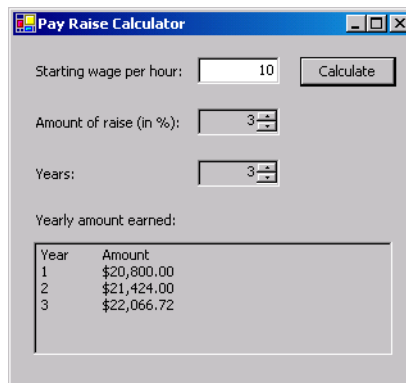 Pay Raise Calculator
Starting wage per hour: 10 Calculate
Amount of raise (in %): 3
Years: 3
Yearly amount earned:
Year Amount
1 $20,800.00
2 $21,424.00
3 $22,066.72